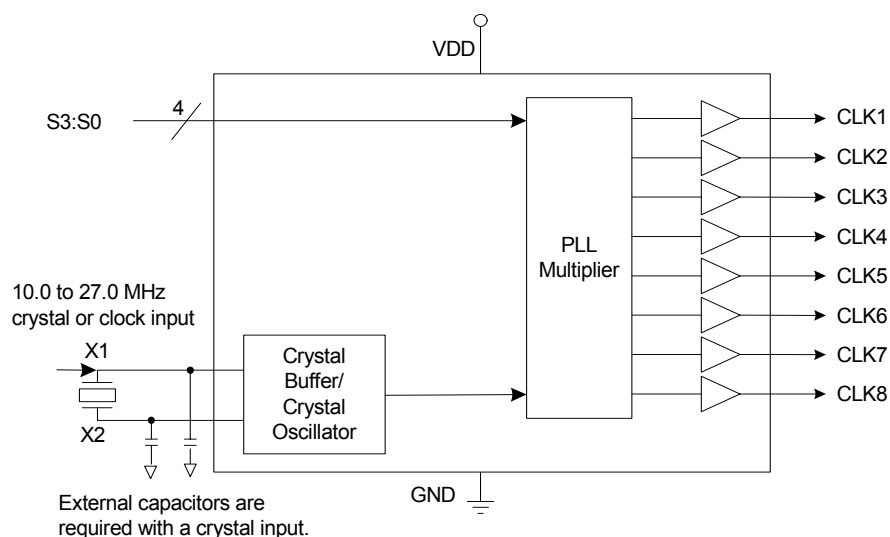 VDD
S3:S0
4
CLK1
CLK2
CLK3
CLK4
CLK5
CLK6
CLK7
CLK8
PLL
Multiplier
10.0 to 27.0 MHz
crystal or clock input
X1
X2
Crystal
Buffer/
Crystal
Oscillator
GND
External capacitors are
required with a crystal input.